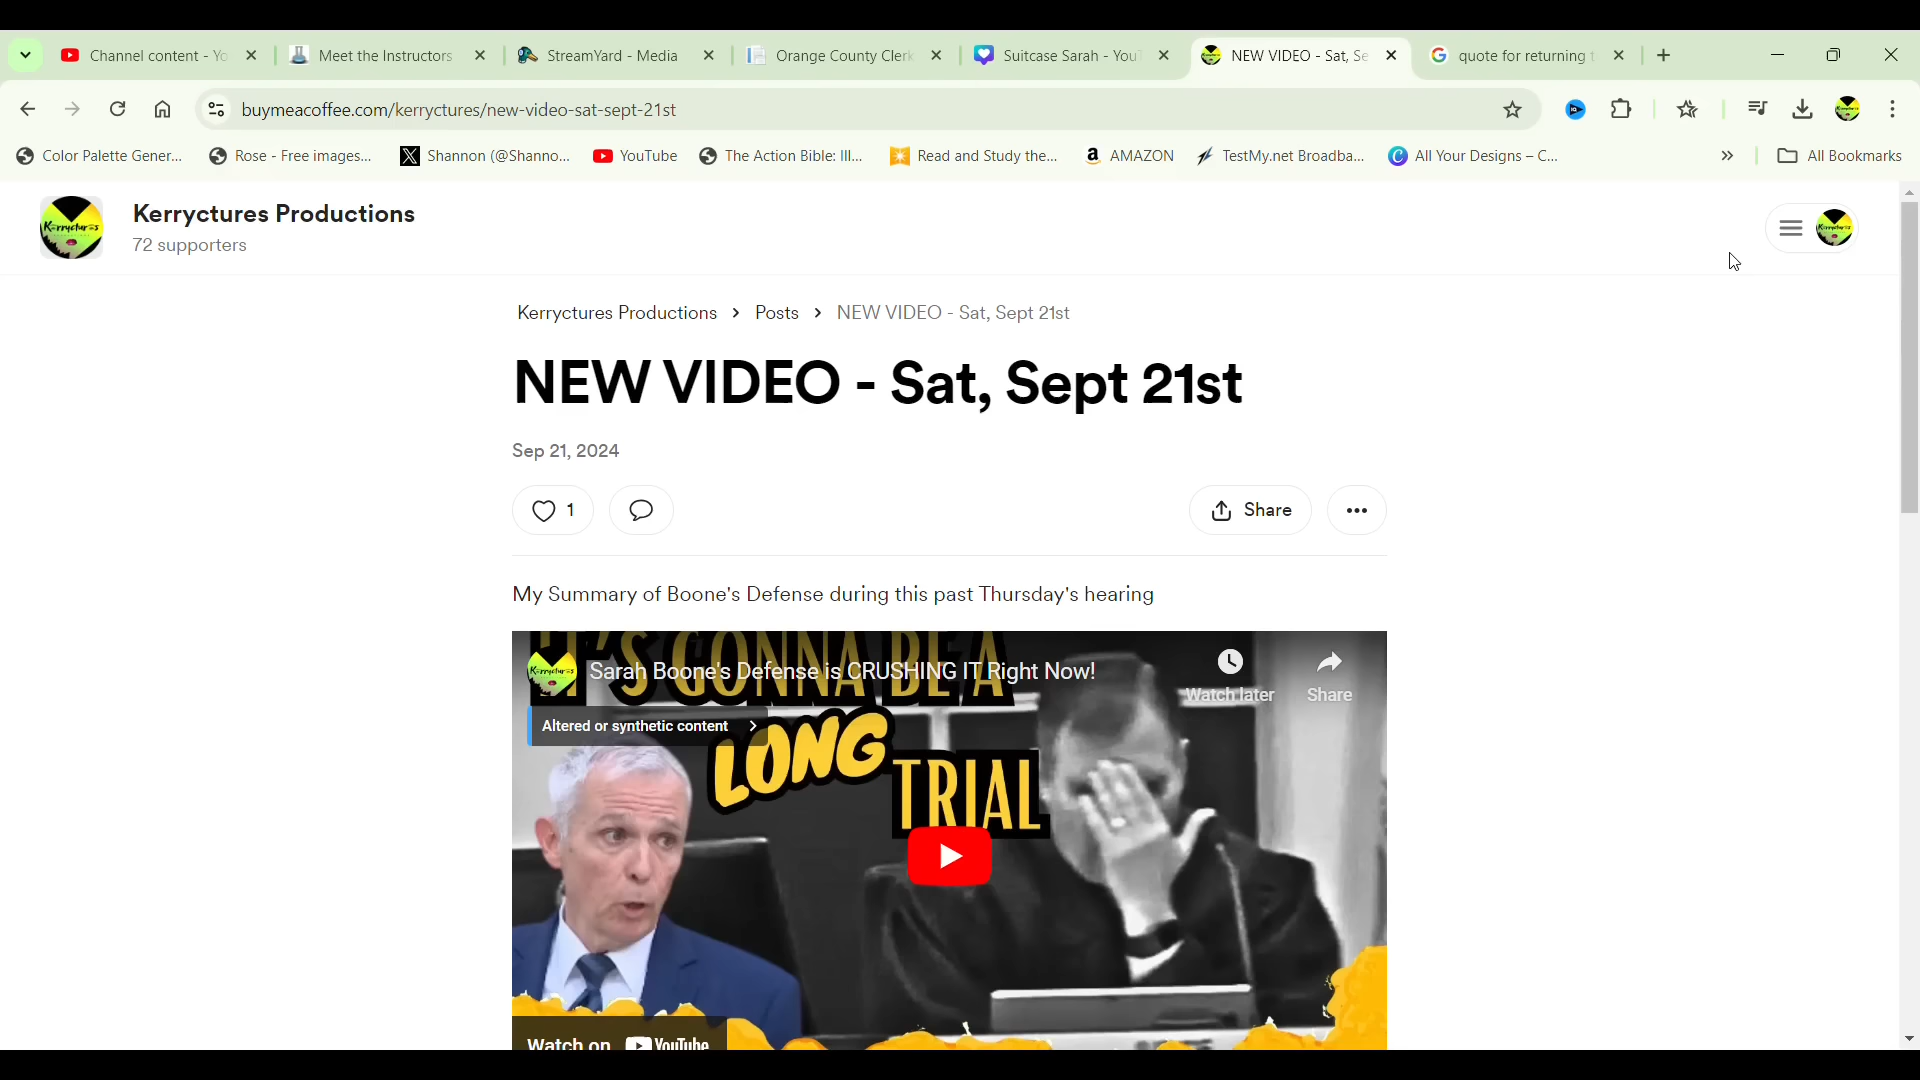 Channel content - Yo
Meet the Instructors
StreamYard - Media
Orange County Clerk
Suitcase Sarah - You
NEW VIDEO - Sat, Se
quote for returning
buymeacoffee.com/kerryctures/new-video-sat-sept-21st
Color Palette Gener...
Rose - Free images...
Shannon (@Shanno...
YouTube
The Action Bible: Ill...
Read and Study the...
AMAZON
TestMy.net Broadba...
All Your Designs – C...
»
All Bookmarks
Kerryctures
Kerryctures Productions
72 supporters
Kerryctures Productions > Posts > NEW VIDEO - Sat, Sept 21st
NEW VIDEO - Sat, Sept 21st
Sep 21, 2024
1
Share
My Summary of Boone's Defense during this past Thursday's hearing
IT'S GONNA BE A
Kerryctures
Sarah Boone's Defense is CRUSHING IT Right Now!
Watch later
Share
Altered or synthetic content
LONG
TRIAL
Watch on YouTube